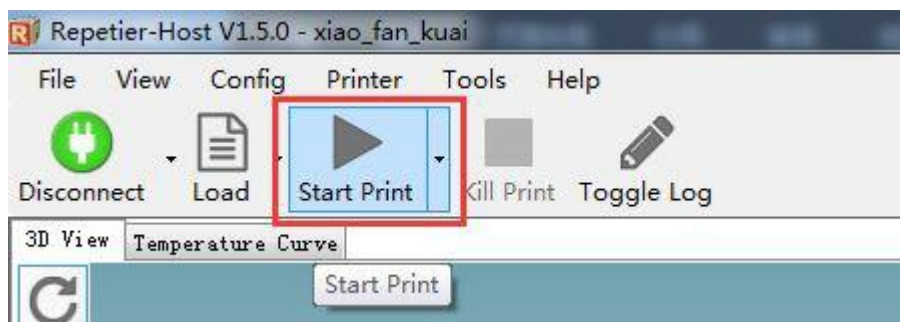 Repetier-Host V1.5.0 - xiao_fan_kuai
File View Config Printer Tools Help
Disconnect Load Start Print Kill Print Toggle Log
3D View Temperature Curve
Start Print